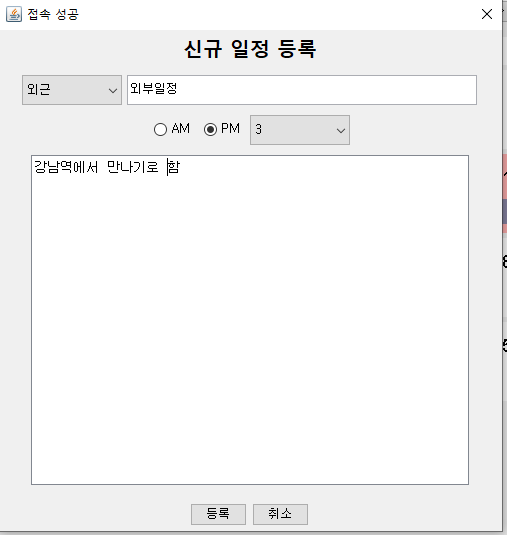 접속 성공
신규 일정 등록
외근 외부일정
AM PM 3
강남역에서 만나기로 함
등록 취소